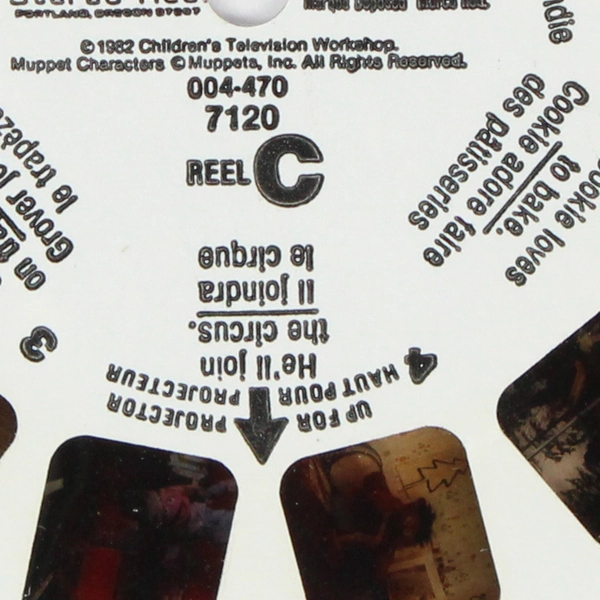 PORTLAND, OREGON 97207
© 1982 Children's Television Workshop.
Muppet Characters © Muppets, Inc. All Rights Reserved.
004-470
7120
REEL C
He'll join
the circus.
Il joindra
le cirque
4
UP FOR PROJECTOR
HAUT POUR PROJECTEUR
Cookie loves
to bake.
Cookie adore faire
des pâtisseries
3
Grover
on
le